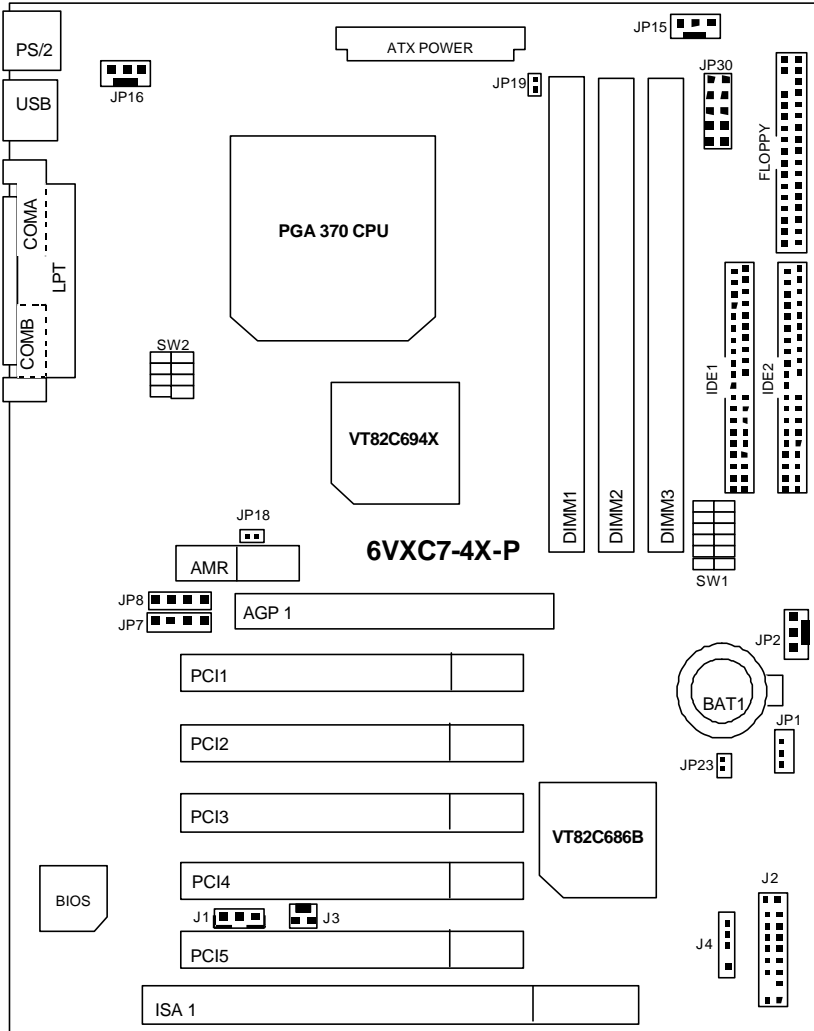 JP15
PS/2
ATX POWER
JP19
JP30
JP16
USB
FLOPPY
COMA
PGA 370 CPU
LPT
COMB
SW2
IDE1
IDE2
VT82C694X
DIMM1
DIMM2
DIMM3
JP18
6VXC7-4X-P
AMR
SW1
JP8
AGP 1
JP7
JP2
PCI1
BAT1
JP1
PCI2
JP23
PCI3
VT82C686B
PCI4
J2
BIOS
J1
J3
J4
PCI5
ISA 1